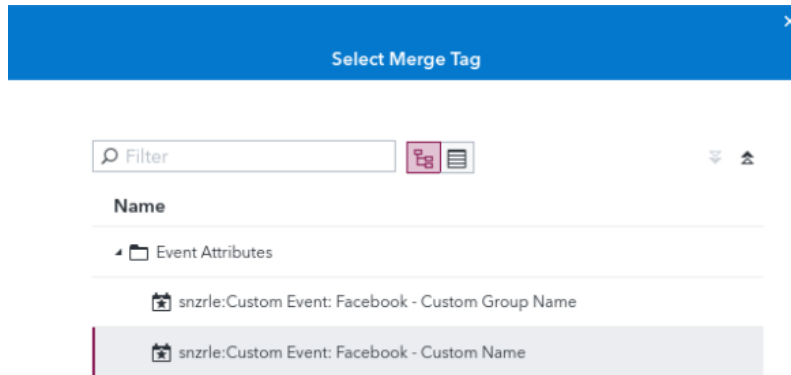 Select Merge Tag
Filter
Name
Event Attributes
snzrle:Custom Event: Facebook - Custom Group Name
snzrle:Custom Event: Facebook - Custom Name